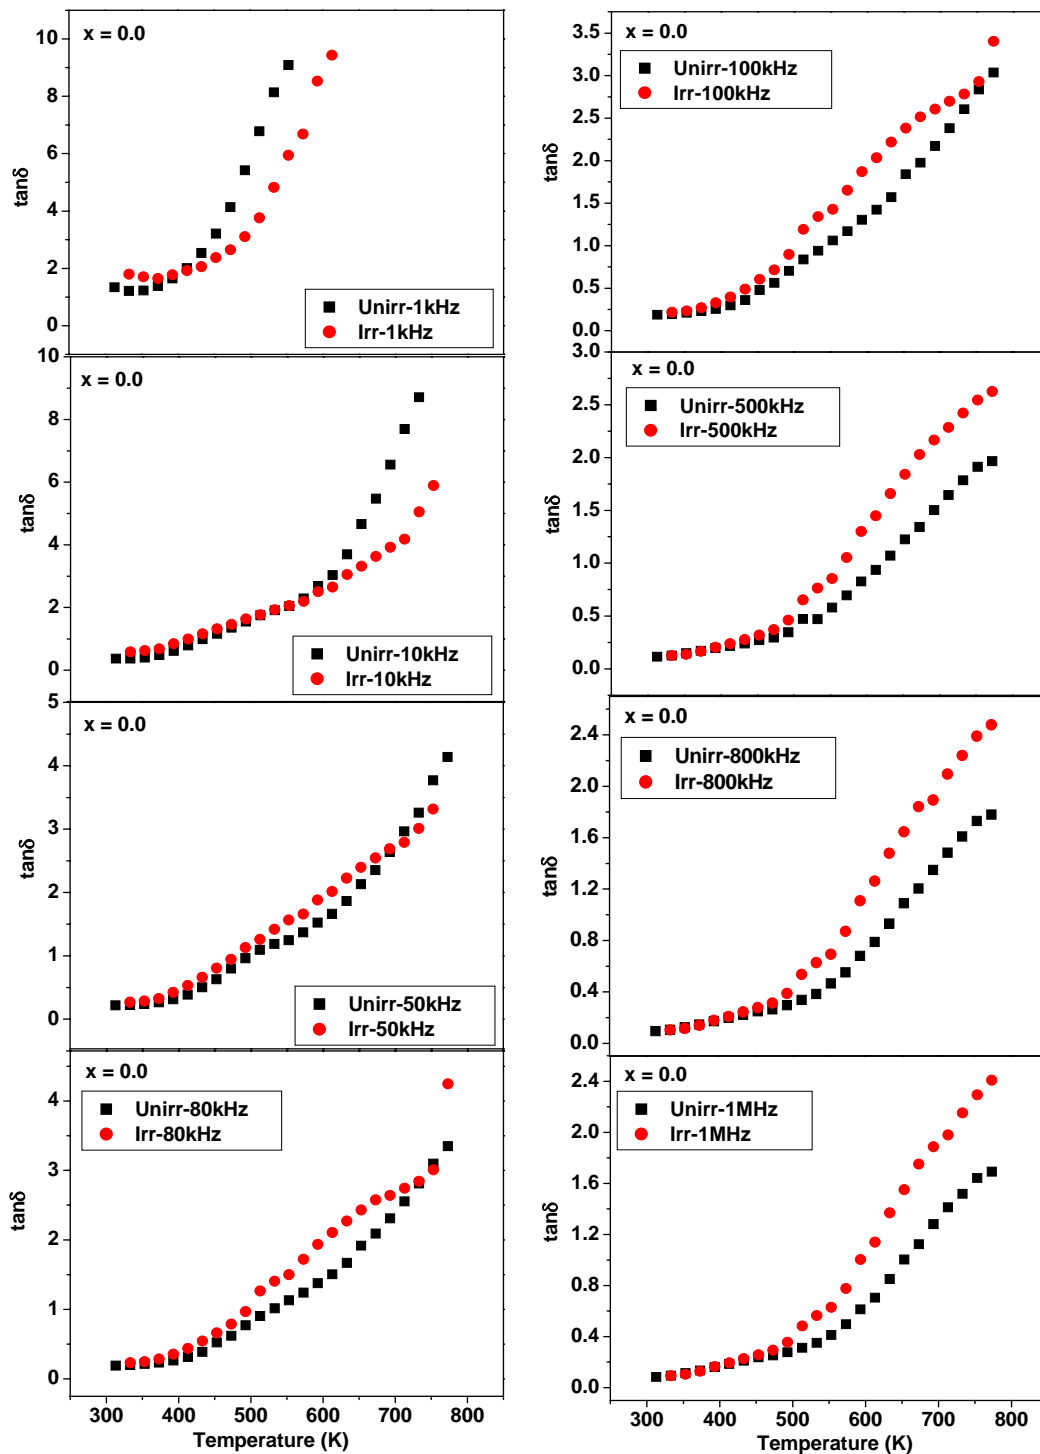 x = 0.0
10
8
6
4
2
0
tanδ
Unirr-1kHz
Irr-1kHz
x = 0.0
10
8
6
4
2
0
tanδ
Unirr-10kHz
Irr-10kHz
x = 0.0
5
4
3
2
1
0
tanδ
Unirr-50kHz
Irr-50kHz
x = 0.0
4
3
2
1
0
tanδ
Unirr-80kHz
Irr-80kHz
300 400 500 600 700 800
Temperature (K)
x = 0.0
3.5
3.0
2.5
2.0
1.5
1.0
0.5
0.0
tanδ
Unirr-100kHz
Irr-100kHz
x = 0.0
3.0
2.5
2.0
1.5
1.0
0.5
0.0
tanδ
Unirr-500kHz
Irr-500kHz
x = 0.0
2.4
2.0
1.6
1.2
0.8
0.4
0.0
tanδ
Unirr-800kHz
Irr-800kHz
x = 0.0
2.4
2.0
1.6
1.2
0.8
0.4
0.0
tanδ
Unirr-1MHz
Irr-1MHz
300 400 500 600 700 800
Temperature (K)